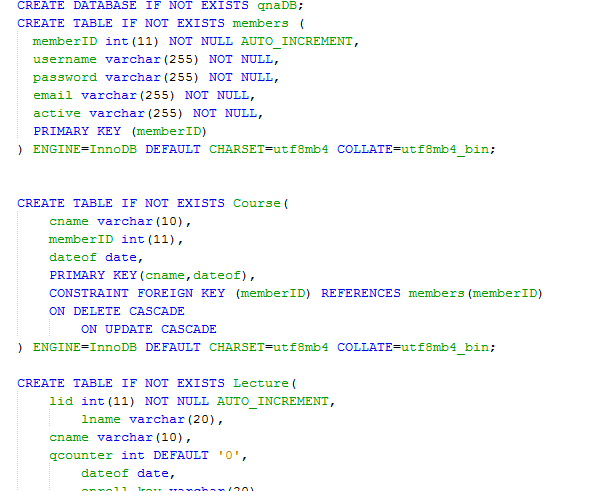 CREATE DATABASE IF NOT EXISTS qnaDB;
CREATE TABLE IF NOT EXISTS members (
memberID int(11) NOT NULL AUTO_INCREMENT,
username varchar(255) NOT NULL,
password varchar(255) NOT NULL,
email varchar(255) NOT NULL,
active varchar(255) NOT NULL,
PRIMARY KEY (memberID)
) ENGINE=InnoDB DEFAULT CHARSET=utf8mb4 COLLATE=utf8mb4_bin;
CREATE TABLE IF NOT EXISTS Course(
cname varchar(10),
memberID int(11),
dateof date,
PRIMARY KEY(cname,dateof),
CONSTRAINT FOREIGN KEY (memberID) REFERENCES members(memberID)
ON DELETE CASCADE
ON UPDATE CASCADE
) ENGINE=InnoDB DEFAULT CHARSET=utf8mb4 COLLATE=utf8mb4_bin;
CREATE TABLE IF NOT EXISTS Lecture(
lid int(11) NOT NULL AUTO_INCREMENT,
lname varchar(20),
cname varchar(10),
qcounter int DEFAULT '0',
dateof date,
enroll_key varchar(20)